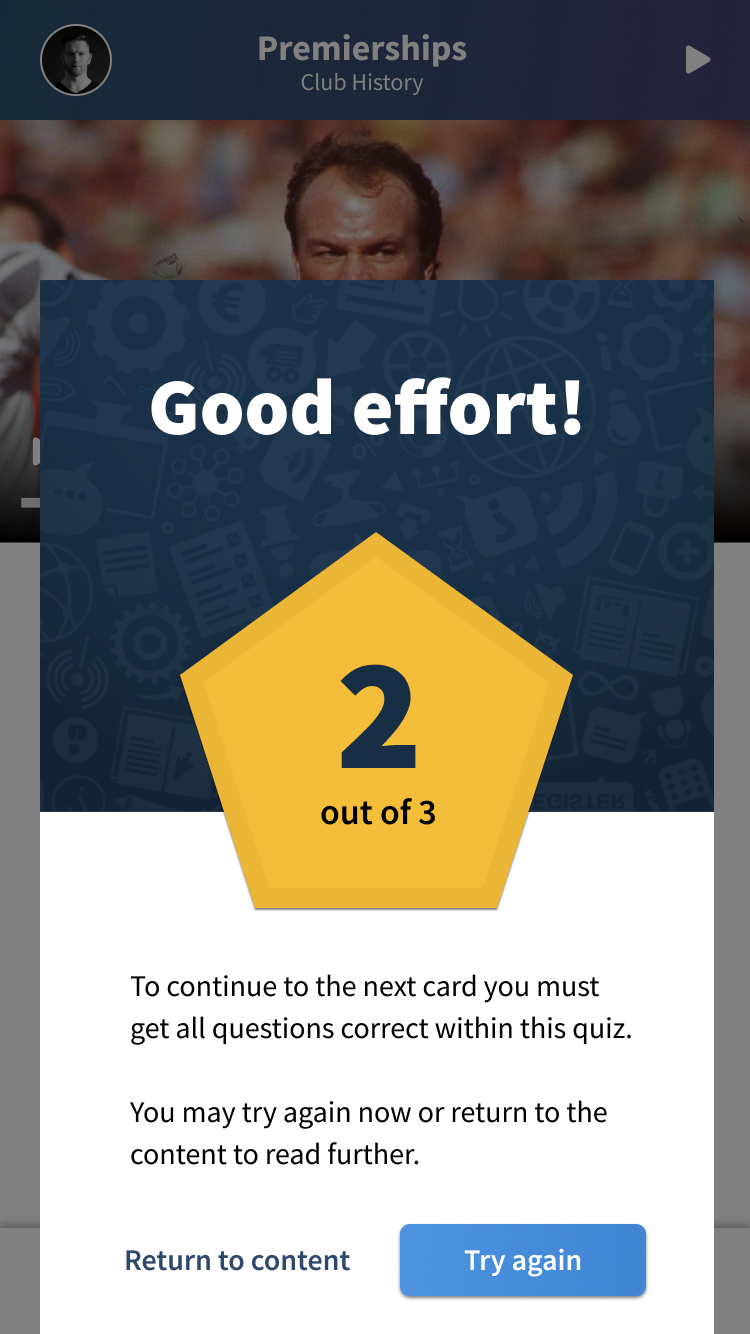 Premierships
Club History
Good effort!
2
out of 3
To continue to the next card you must
get all questions correct within this quiz.
You may try again now or return to the
content to read further.
Return to content
Try again